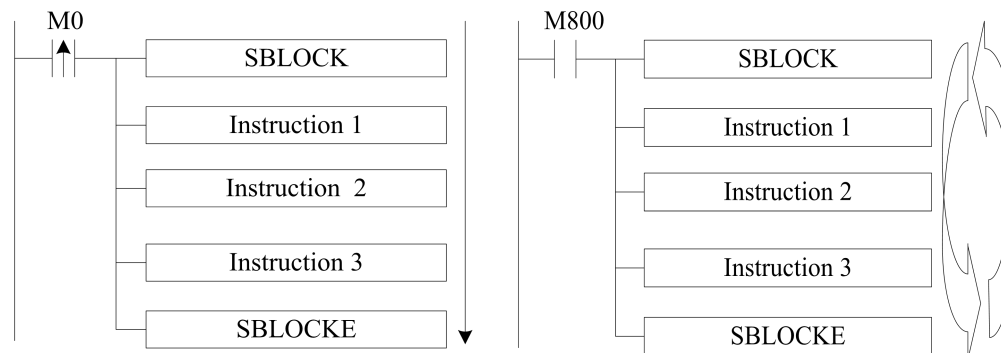 M0
SBLOCK
Instruction 1
Instruction 2
Instruction 3
SBLOCKE
M800
SBLOCK
Instruction 1
Instruction 2
Instruction 3
SBLOCKE